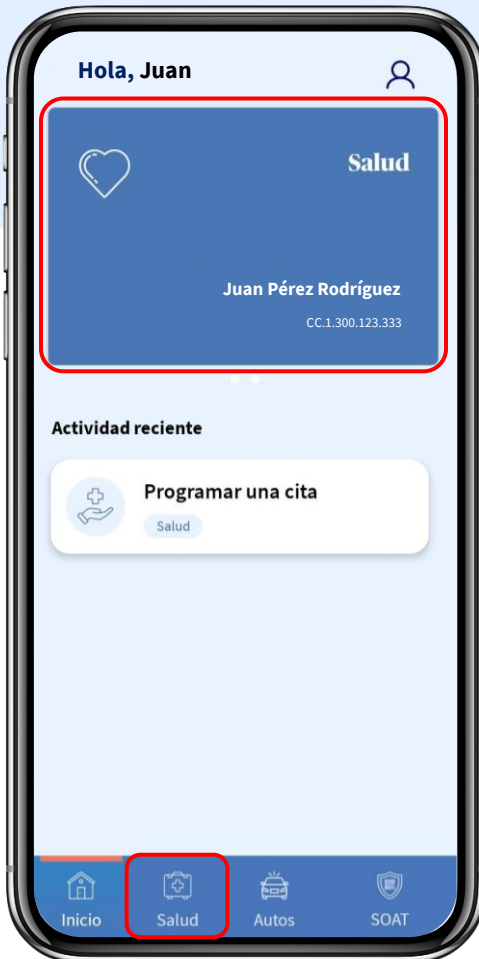 Hola, Juan
Salud
Juan Pérez Rodríguez
CC.1.300.123.333
Actividad reciente
Programar una cita
Salud
Inicio
Salud
Autos
SOAT